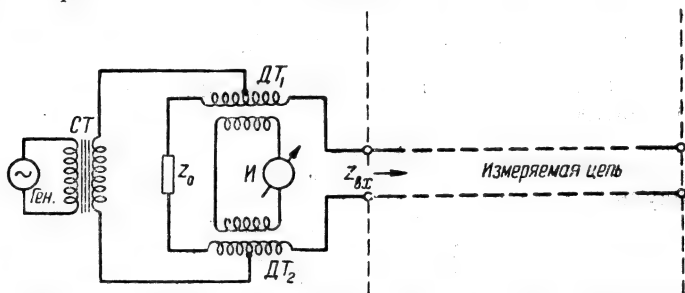 ДТ₁
СТ
Ген.
Z₀
И
Zвх
Измеряемая цепь
ДТ₂